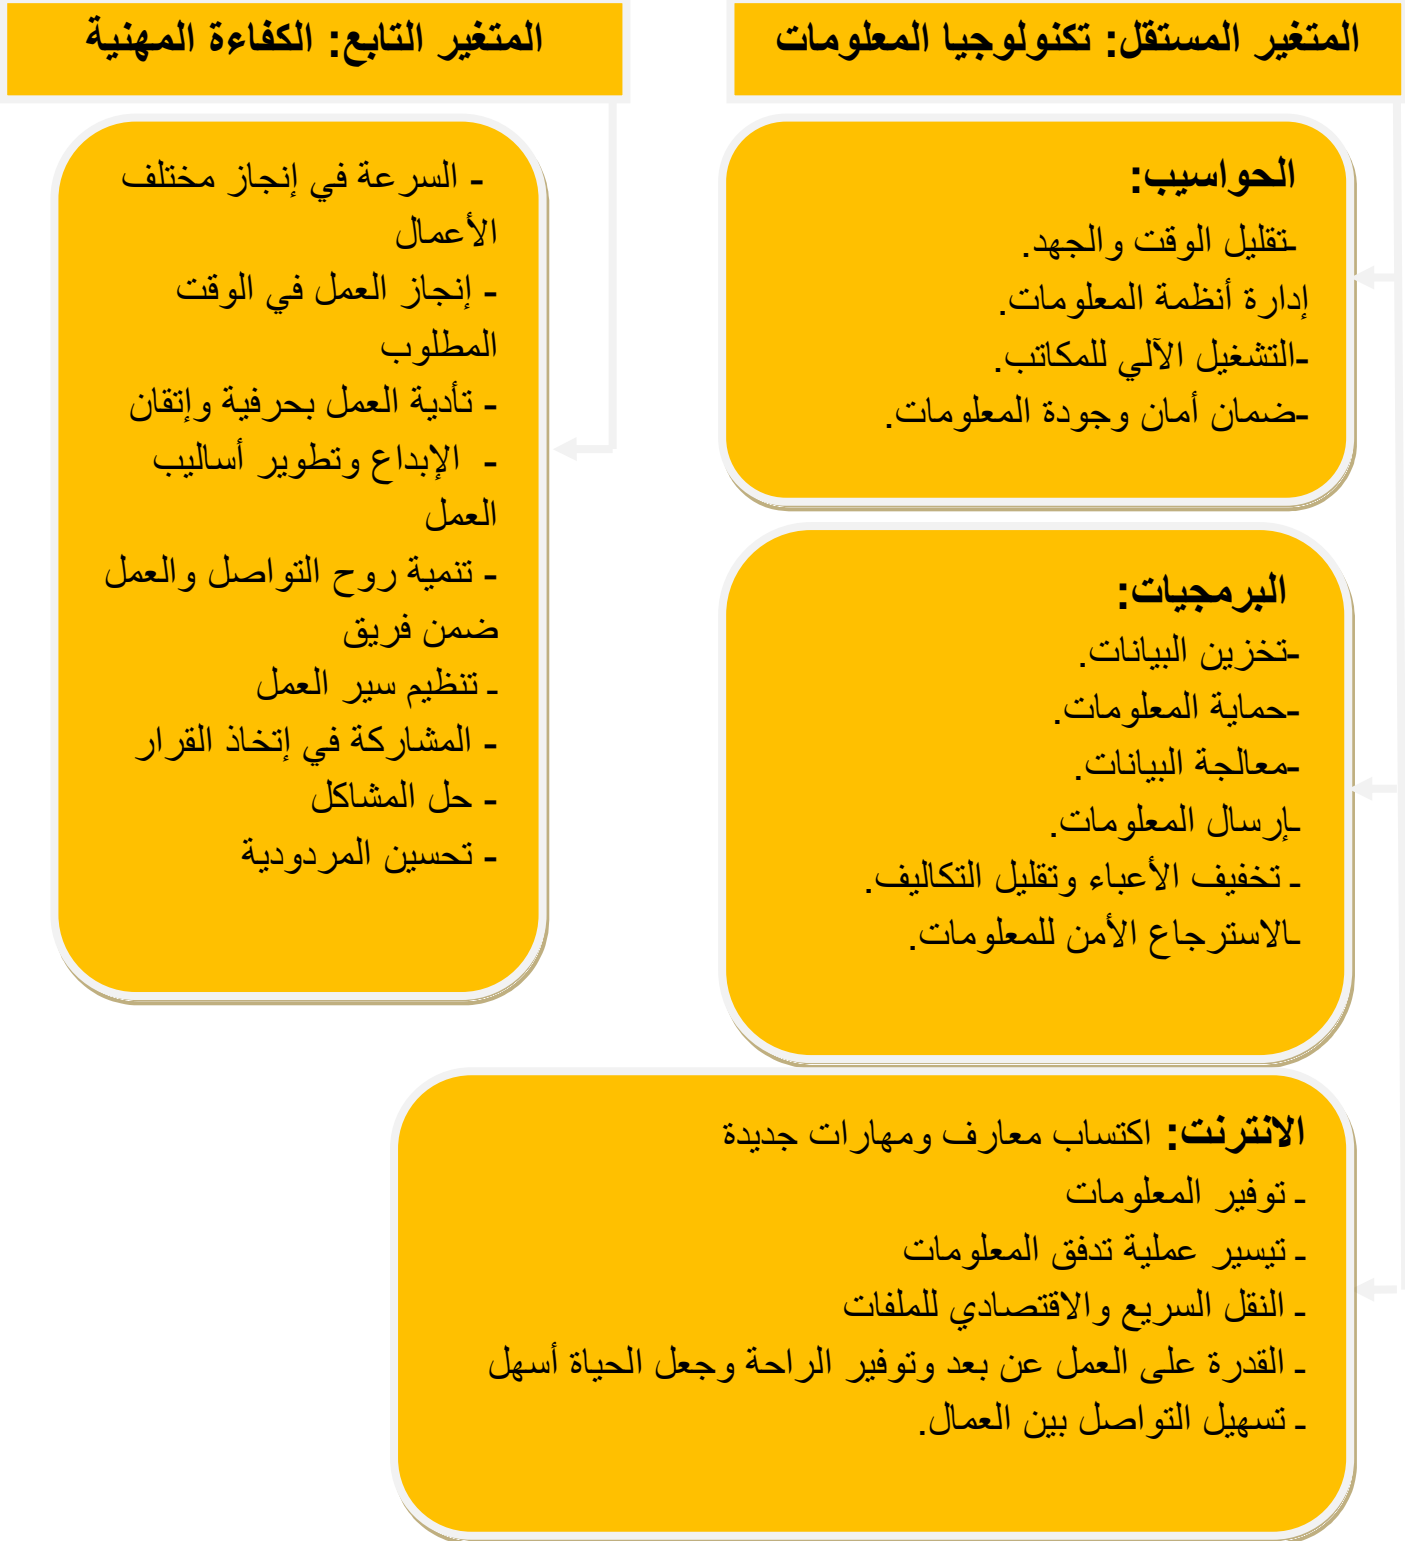 المتغير المستقل: تكنولوجيا المعلومات
الحواسيب:
-تقليل الوقت والجهد.
إدارة أنظمة المعلومات.
-التشغيل الآلي للمكاتب.
-ضمان أمان وجودة المعلومات.
البرمجيات:
-تخزين البيانات.
-حماية المعلومات.
-معالجة البيانات.
-إرسال المعلومات.
- تخفيف الأعباء وتقليل التكاليف.
-الاسترجاع الأمن للمعلومات.
الانترنت: اكتساب معارف ومهارات جديدة
- توفير المعلومات
- تيسير عملية تدفق المعلومات
- النقل السريع والاقتصادي للملفات
- القدرة على العمل عن بعد وتوفير الراحة وجعل الحياة أسهل
- تسهيل التواصل بين العمال.
المتغير التابع: الكفاءة المهنية
- السرعة في إنجاز مختلف
الأعمال
- إنجاز العمل في الوقت
المطلوب
- تأدية العمل بحرفية وإتقان
- الإبداع وتطوير أساليب
العمل
- تنمية روح التواصل والعمل
ضمن فريق
- تنظيم سير العمل
- المشاركة في إتخاذ القرار
- حل المشاكل
- تحسين المردودية